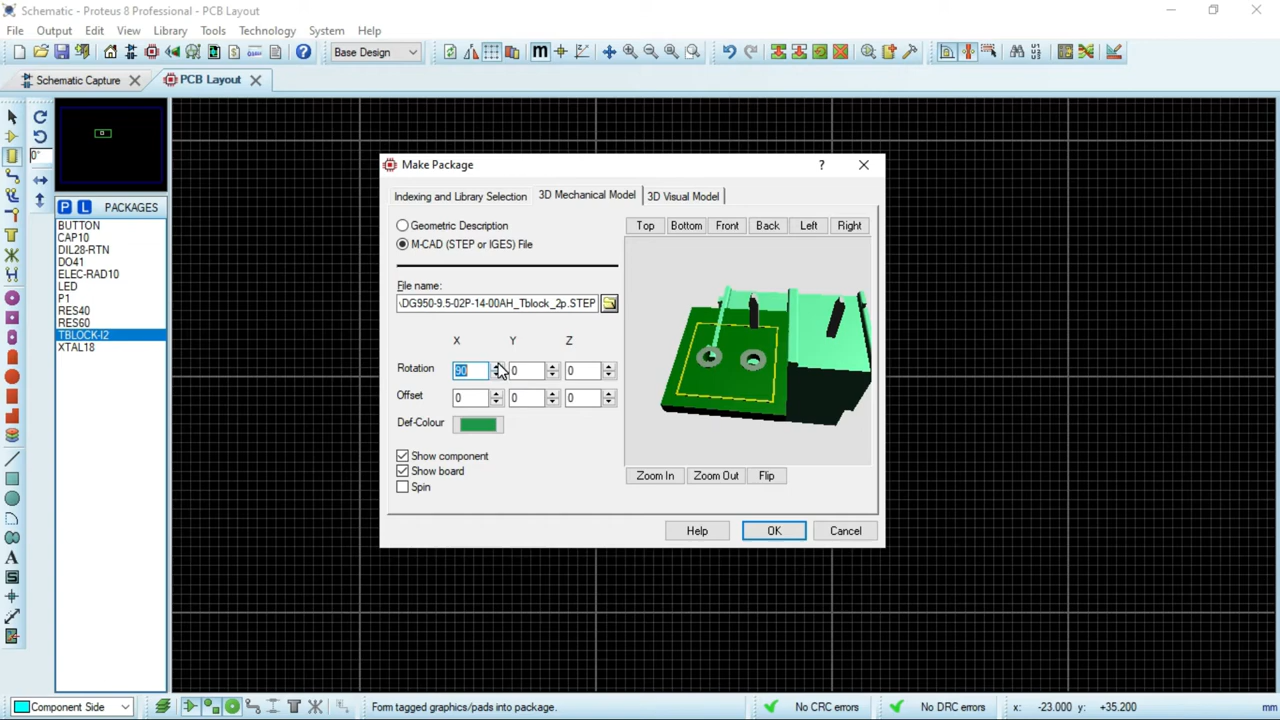 Schematic - Proteus 8 Professional - PCB Layout
File Output Edit View Library Tools Technology System Help
Base Design
Schematic Capture PCB Layout
0°
P L PACKAGES
BUTTON
CAP10
DIL28-RTN
DO41
ELEC-RAD10
LED
P1
RES40
RES60
TBLOCK-I2
XTAL18
Make Package
Indexing and Library Selection 3D Mechanical Model 3D Visual Model
Geometric Description
M-CAD (STEP or IGES) File
Top Bottom Front Back Left Right
File name:
\DG950-9.5-02P-14-00AH_Tblock_2p.STEP
X Y Z
Rotation 90 0 0
Offset 0 0 0
Def-Colour
Show component
Show board
Spin
Zoom In Zoom Out Flip
Help OK Cancel
Component Side
Form tagged graphics/pads into package.
No CRC errors
No DRC errors
x: -23.000 y: +35.200 mm